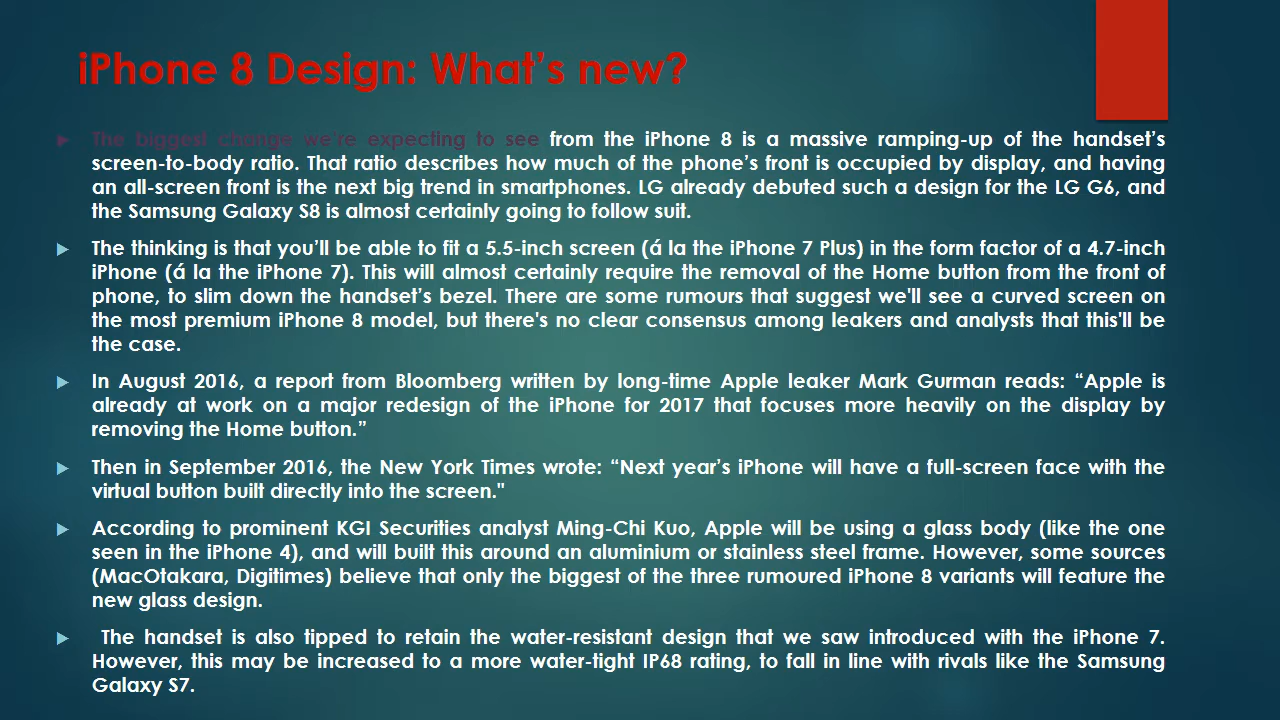 iPhone 8 Design: What’s new?
The biggest change we’re expecting to see from the iPhone 8 is a massive ramping-up of the handset’s
screen-to-body ratio. That ratio describes how much of the phone’s front is occupied by display, and having
an all-screen front is the next big trend in smartphones. LG already debuted such a design for the LG G6, and
the Samsung Galaxy S8 is almost certainly going to follow suit.
The thinking is that you’ll be able to fit a 5.5-inch screen (á la the iPhone 7 Plus) in the form factor of a 4.7-inch
iPhone (á la the iPhone 7). This will almost certainly require the removal of the Home button from the front of
phone, to slim down the handset’s bezel. There are some rumours that suggest we'll see a curved screen on
the most premium iPhone 8 model, but there's no clear consensus among leakers and analysts that this'll be
the case.
In August 2016, a report from Bloomberg written by long-time Apple leaker Mark Gurman reads: “Apple is
already at work on a major redesign of the iPhone for 2017 that focuses more heavily on the display by
removing the Home button.”
Then in September 2016, the New York Times wrote: “Next year’s iPhone will have a full-screen face with the
virtual button built directly into the screen."
According to prominent KGI Securities analyst Ming-Chi Kuo, Apple will be using a glass body (like the one
seen in the iPhone 4), and will built this around an aluminium or stainless steel frame. However, some sources
(MacOtakara, Digitimes) believe that only the biggest of the three rumoured iPhone 8 variants will feature the
new glass design.
The handset is also tipped to retain the water-resistant design that we saw introduced with the iPhone 7.
However, this may be increased to a more water-tight IP68 rating, to fall in line with rivals like the Samsung
Galaxy S7.